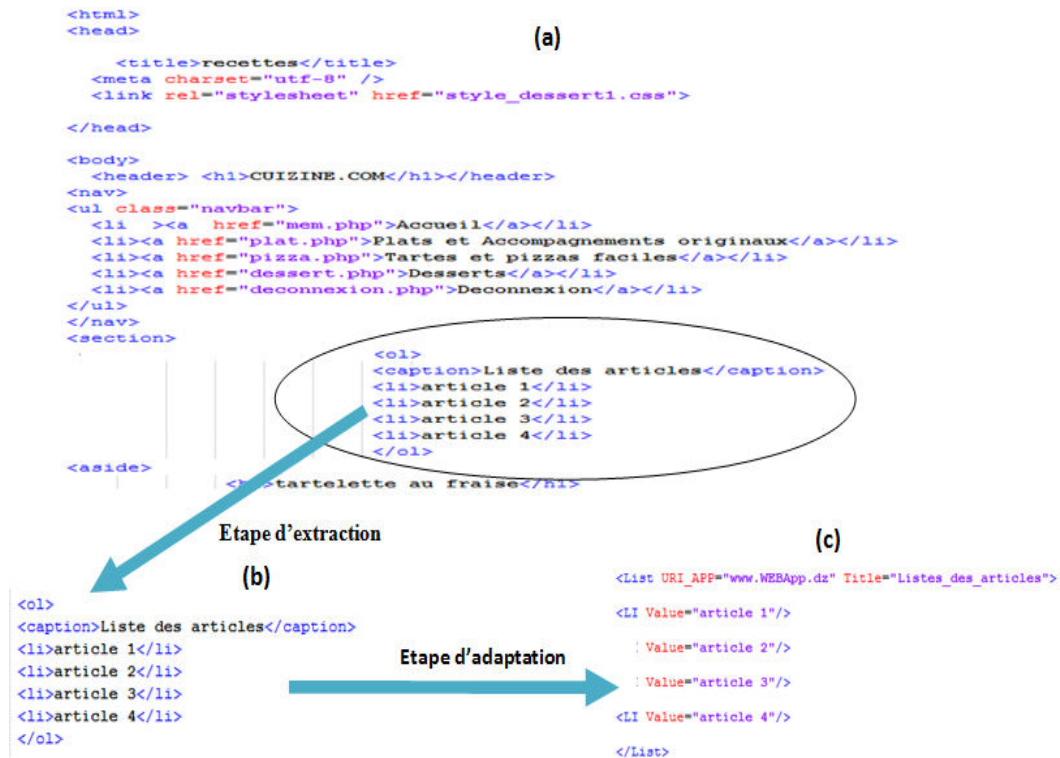 <html>
<head>
(a)
<title>recettes</title>
<meta charset="utf-8" />
<link rel="stylesheet" href="style_dessert1.css">
</head>
<body>
<header> <h1>CUIZINE.COM</h1></header>
<nav>
<ul class="navbar">
<li ><a href="mem.php">Accueil</a></li>
<li><a href="plat.php">Plats et Accompagnements originaux</a></li>
<li><a href="pizza.php">Tartes et pizzas faciles</a></li>
<li><a href="dessert.php">Desserts</a></li>
<li><a href="deconnexion.php">Deconnexion</a></li>
</ul>
</nav>
<section>
<ol>
<caption>Liste des articles</caption>
<li>article 1</li>
<li>article 2</li>
<li>article 3</li>
<li>article 4</li>
</ol>
<aside>
tartelette au fraise</h1>
Etape d'extraction
(b)
<ol>
<caption>Liste des articles</caption>
<li>article 1</li>
<li>article 2</li>
<li>article 3</li>
<li>article 4</li>
</ol>
Etape d'adaptation
(c)
<List URI_APP="www.WEBApp.dz" Title="Listes_des_articles">
<LI Value="article 1"/>
Value="article 2"/>
Value="article 3"/>
<LI Value="article 4"/>
</List>